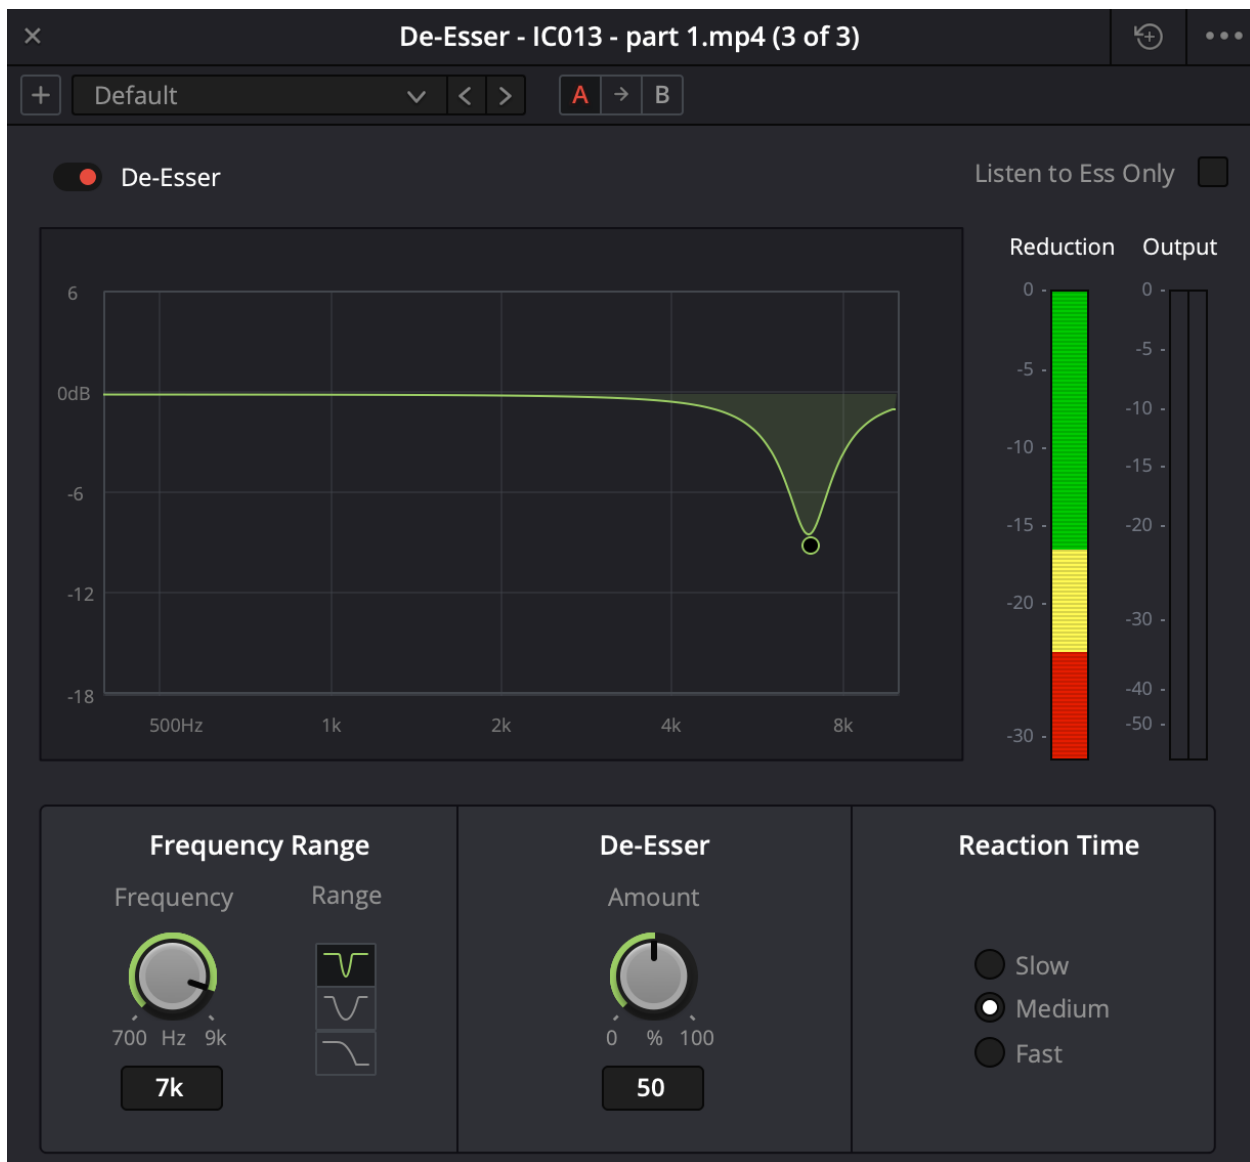 De-Esser - IC013 - part 1.mp4 (3 of 3)
Default
A
B
De-Esser
Listen to Ess Only
Reduction
Output
6
0dB
-6
-12
-18
500Hz
1k
2k
4k
8k
0
-5
-10
-15
-20
-30
0
-5
-10
-15
-20
-30
-40
-50
Frequency Range
Frequency
Range
700 Hz 9k
7k
De-Esser
Amount
0 % 100
50
Reaction Time
Slow
Medium
Fast